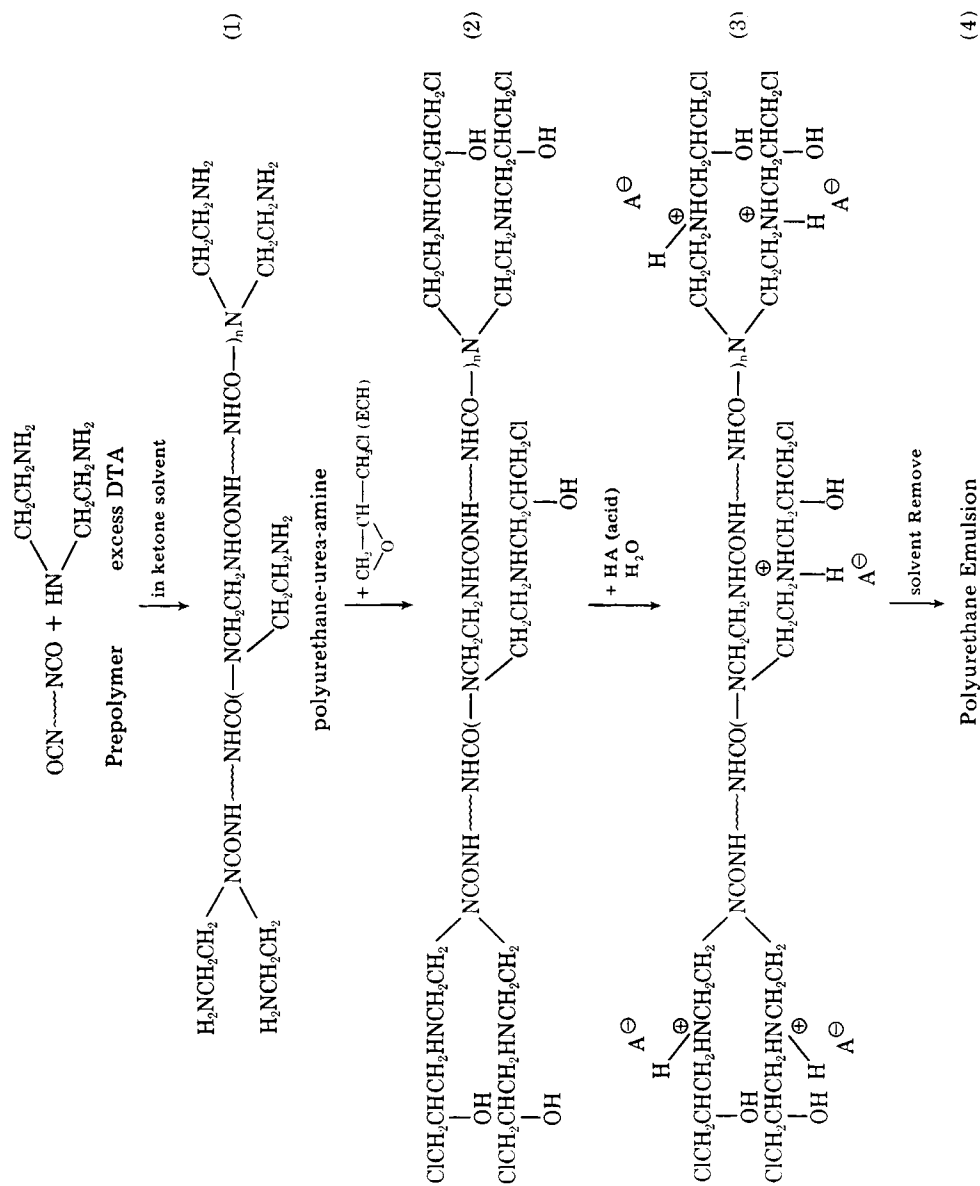 CH₂CH₂NH₂
OCN~~~NCO + HN
CH₂CH₂NH₂
Prepolymer excess DTA
in ketone solvent
H₂NCH₂CH₂ CH₂CH₂NH₂
NCONH~~~NHCO(—NCH₂CH₂NHCONH~~~NHCO—)ₙN (1)
H₂NCH₂CH₂ CH₂CH₂NH₂ CH₂CH₂NH₂
polyurethane-urea-amine
+ CH₂—CH—CH₂Cl (ECH)
O
ClCH₂CHCH₂HNCH₂CH₂ CH₂CH₂NHCH₂CHCH₂Cl
OH OH
NCONH~~~NHCO(—NCH₂CH₂NHCONH~~~NHCO—)ₙN (2)
ClCH₂CHCH₂HNCH₂CH₂ CH₂CH₂NHCH₂CHCH₂Cl CH₂CH₂NHCH₂CHCH₂Cl
OH OH OH
+ HA (acid)
H₂O
A⊖ A⊖
H H
⊕ ⊕
ClCH₂CHCH₂HNCH₂CH₂ CH₂CH₂NHCH₂CHCH₂Cl
OH OH
NCONH~~~NHCO(—NCH₂CH₂NHCONH~~~NHCO—)ₙN (3)
⊕ ⊕ ⊕
ClCH₂CHCH₂HNCH₂CH₂ CH₂CH₂NHCH₂CHCH₂Cl CH₂CH₂NHCH₂CHCH₂Cl
OH H H OH H OH
A⊖ A⊖ A⊖
solvent Remove
Polyurethane Emulsion (4)